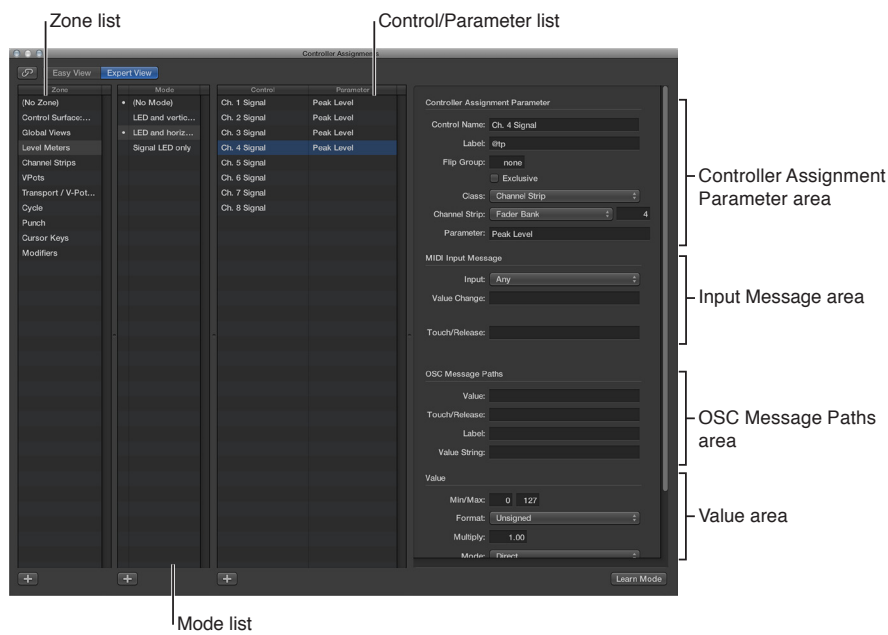 Zone list
Control/Parameter list
Controller Assignments
Easy View
Expert View
Zone
(No Zone)
Control Surface:...
Global Views
Level Meters
Channel Strips
VPots
Transport / V-Pot...
Cycle
Punch
Cursor Keys
Modifiers
Mode
• (No Mode)
LED and vertic...
• LED and horiz...
Signal LED only
Control Parameter
Ch. 1 Signal Peak Level
Ch. 2 Signal Peak Level
Ch. 3 Signal Peak Level
Ch. 4 Signal Peak Level
Ch. 5 Signal
Ch. 6 Signal
Ch. 7 Signal
Ch. 8 Signal
Controller Assignment Parameter
Control Name: Ch. 4 Signal
Label: @tp
Flip Group: none
Exclusive
Class: Channel Strip
Channel Strip: Fader Bank 4
Parameter: Peak Level
MIDI Input Message
Input: Any
Value Change:
Touch/Release:
OSC Message Paths
Value:
Touch/Release:
Label:
Value String:
Value
Min/Max: 0 127
Format: Unsigned
Multiply: 1.00
Mode: Direct
Learn Mode
Controller Assignment
Parameter area
Input Message area
OSC Message Paths
area
Value area
Mode list